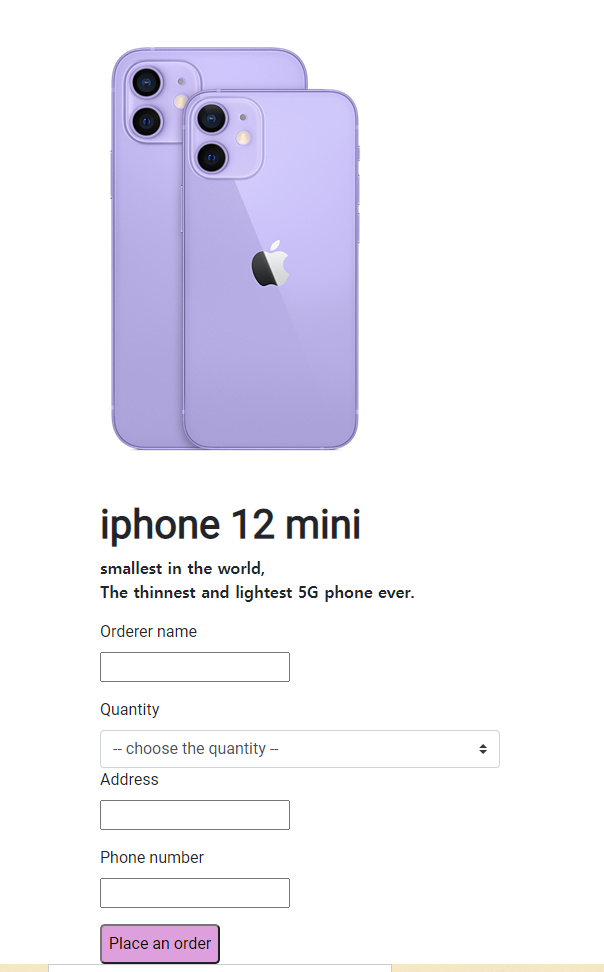 iphone 12 mini
smallest in the world,
The thinnest and lightest 5G phone ever.
Orderer name
Quantity
-- choose the quantity --
Address
Phone number
Place an order